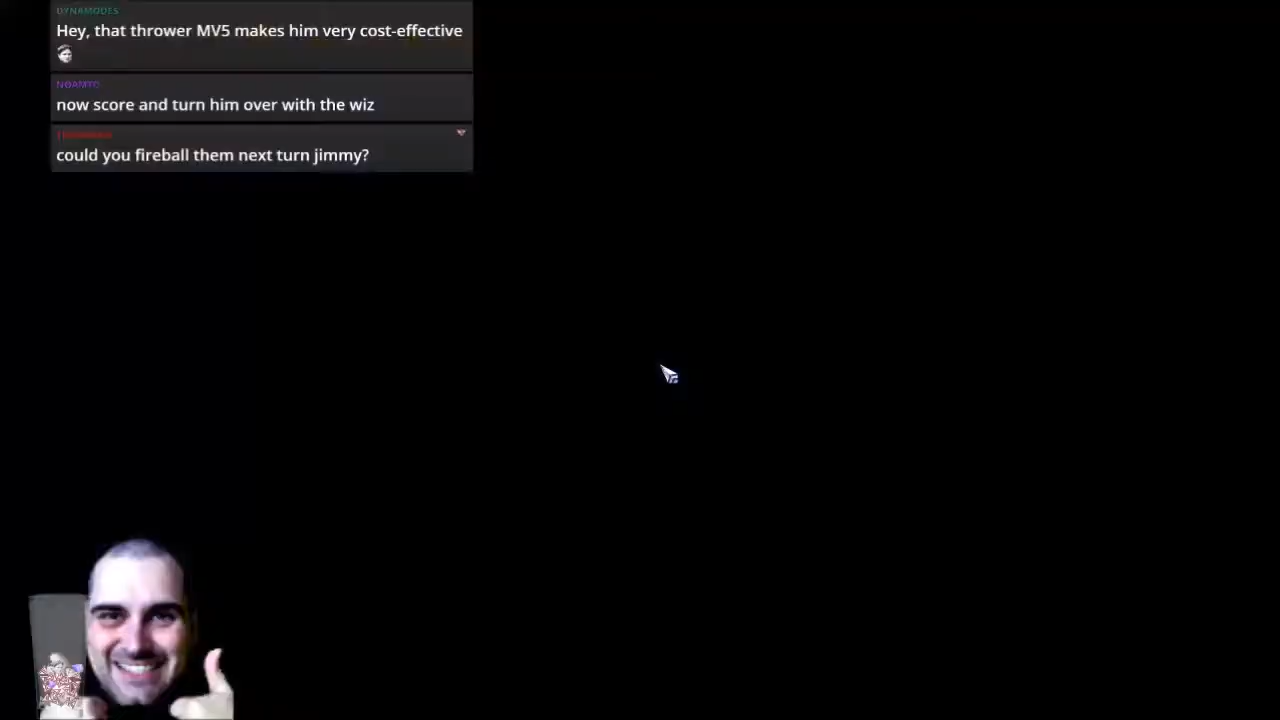 DYNAMODES
Hey, that thrower MV5 makes him very cost-effective
NOAMTC
now score and turn him over with the wiz
could you fireball them next turn jimmy?